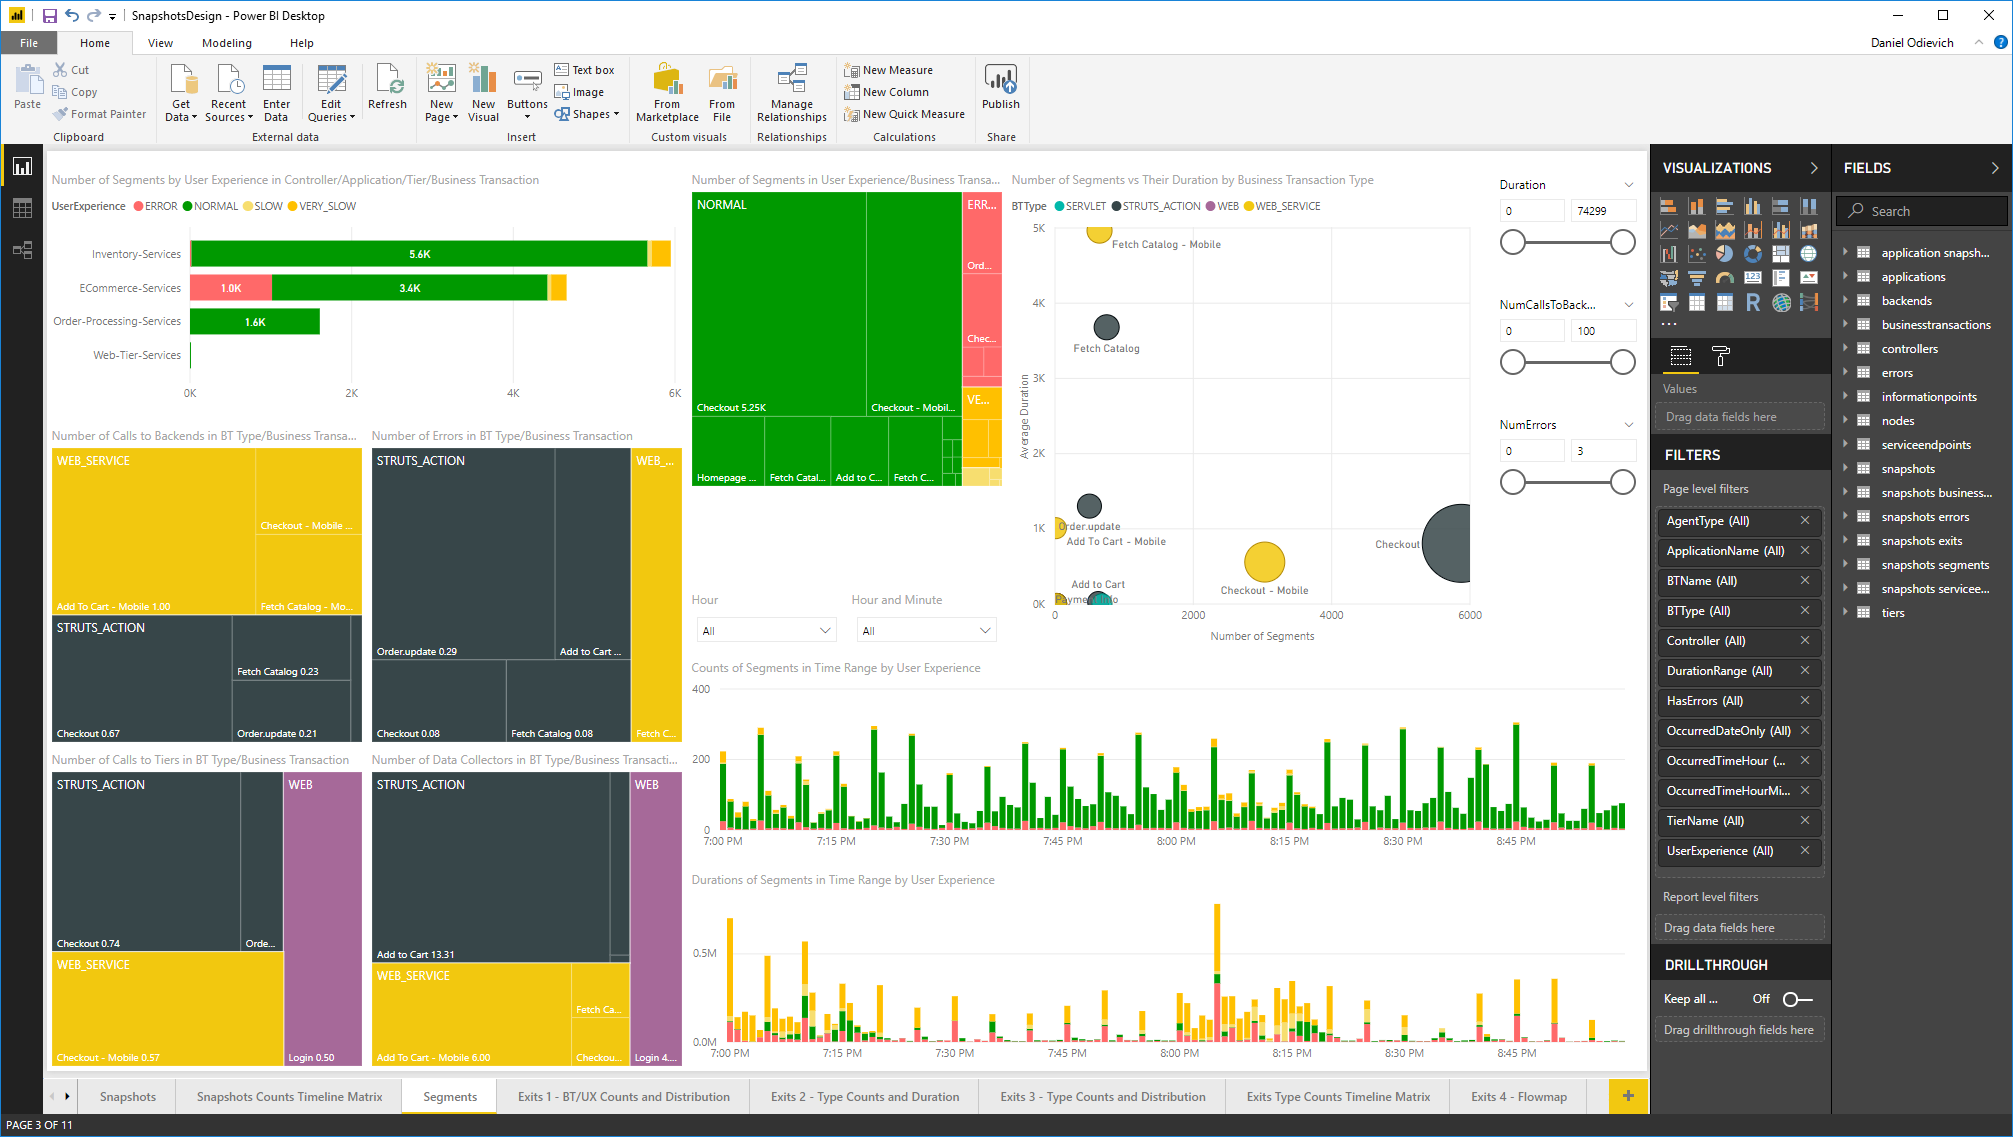 SnapshotsDesign - Power BI Desktop
File
Home
View
Modeling
Help
Daniel Odievich
Paste
Cut
Copy
Format Painter
Clipboard
Get Data
Recent Sources
Enter Data
External data
Edit Queries
Refresh
New Page
New Visual
Buttons
Text box
Image
Shapes
Insert
From Marketplace
From File
Custom visuals
Manage Relationships
Relationships
New Measure
New Column
New Quick Measure
Calculations
Publish
Share
Number of Segments by User Experience in Controller/Application/Tier/Business Transaction
UserExperience ERROR NORMAL SLOW VERY_SLOW
Inventory-Services 5.6K
ECommerce-Services 1.0K 3.4K
Order-Processing-Services 1.6K
Web-Tier-Services
0K 2K 4K 6K
Number of Segments in User Experience/Business Transa...
NORMAL
ERR...
Ord...
Chec...
VE...
Checkout 5.25K
Checkout - Mobil...
Homepage ...
Fetch Catal...
Add to C...
Fetch C...
Number of Segments vs Their Duration by Business Transaction Type
BTType SERVLET STRUTS_ACTION WEB WEB_SERVICE
5K
4K
3K
2K
1K
0K
Average Duration
Fetch Catalog - Mobile
Fetch Catalog
Order.update
Add To Cart - Mobile
Checkout
Checkout - Mobile
Add to Cart
Payment Info
0 2000 4000 6000
Number of Segments
Duration
0 74299
NumCallsToBack...
0 100
NumErrors
0 3
Number of Calls to Backends in BT Type/Business Transa...
WEB_SERVICE
Checkout - Mobile ...
Add To Cart - Mobile 1.00
Fetch Catalog - Mo...
STRUTS_ACTION
Fetch Catalog 0.23
Checkout 0.67
Order.update 0.21
Number of Errors in BT Type/Business Transaction
STRUTS_ACTION
WEB_...
Order.update 0.29
Add to Cart ...
Checkout 0.08
Fetch Catalog 0.08
Fetch C...
Hour
All
Hour and Minute
All
Number of Calls to Tiers in BT Type/Business Transaction
STRUTS_ACTION
WEB
Checkout 0.74
Orde...
WEB_SERVICE
Checkout - Mobile 0.57
Login 0.50
Number of Data Collectors in BT Type/Business Transacti...
STRUTS_ACTION
WEB
Add to Cart 13.31
WEB_SERVICE
Fetch Ca...
Add To Cart - Mobile 6.00
Checkou...
Login 4....
Counts of Segments in Time Range by User Experience
400
200
0
7:00 PM 7:15 PM 7:30 PM 7:45 PM 8:00 PM 8:15 PM 8:30 PM 8:45 PM
Durations of Segments in Time Range by User Experience
0.5M
0.0M
7:00 PM 7:15 PM 7:30 PM 7:45 PM 8:00 PM 8:15 PM 8:30 PM 8:45 PM
VISUALIZATIONS
Values
Drag data fields here
FILTERS
Page level filters
AgentType (All)
ApplicationName (All)
BTName (All)
BTType (All)
Controller (All)
DurationRange (All)
HasErrors (All)
OccurredDateOnly (All)
OccurredTimeHour (...
OccurredTimeHourMi...
TierName (All)
UserExperience (All)
Report level filters
Drag data fields here
DRILLTHROUGH
Keep all ... Off
Drag drillthrough fields here
FIELDS
Search
application snapsh...
applications
backends
businesstransactions
controllers
errors
informationpoints
nodes
serviceendpoints
snapshots
snapshots business...
snapshots errors
snapshots exits
snapshots segments
snapshots servicee...
tiers
Snapshots
Snapshots Counts Timeline Matrix
Segments
Exits 1 - BT/UX Counts and Distribution
Exits 2 - Type Counts and Duration
Exits 3 - Type Counts and Distribution
Exits Type Counts Timeline Matrix
Exits 4 - Flowmap
PAGE 3 OF 11